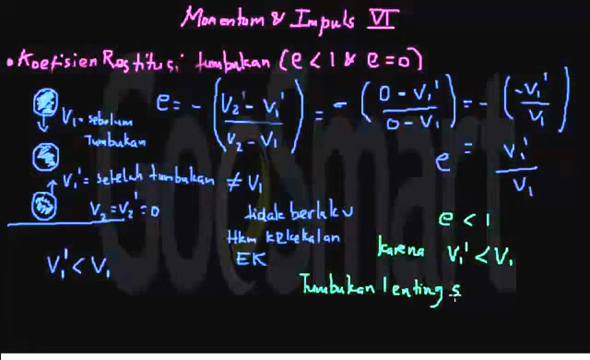 Momentum & Impuls VI
• Koefisien Restitusi tumbukan (e < 1 & e = 0)
V₁ = sebelum
Tumbukan
V₁' = setelah tumbukan ≠ V₁
V₂ = V₂' = 0
V₁' < V₁
e = - ( V₂' - V₁' / V₂ - V₁ ) = - ( 0 - V₁' / 0 - V₁ ) = - ( -V₁' / V₁ )
e = V₁' / V₁
tidak berlaku
Hkm kekekalan
EK
e < 1
karena V₁' < V₁
Tumbukan lenting s